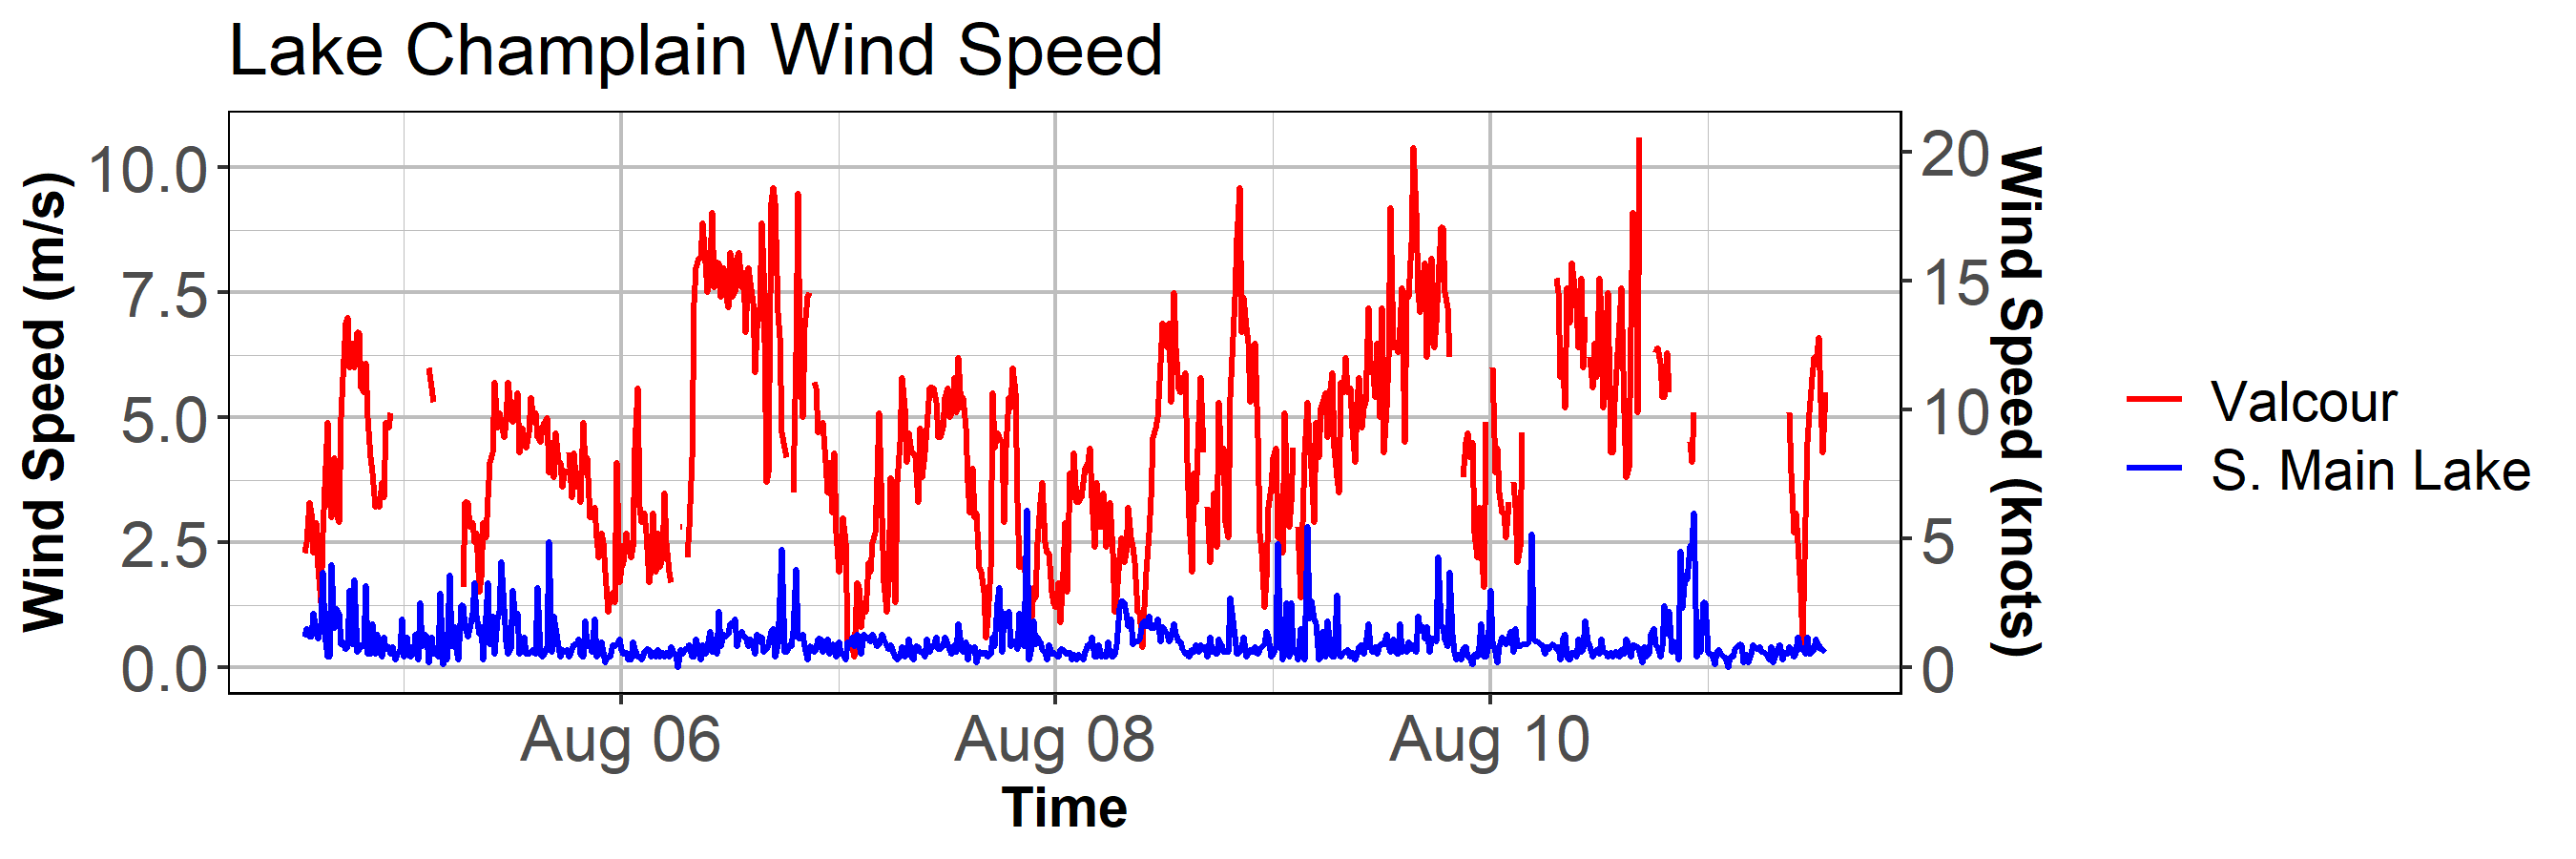 Lake Champlain Wind Speed
Wind Speed (m/s)
10.0
7.5
5.0
2.5
0.0
20
15
10
5
0
Wind Speed (knots)
Aug 06
Aug 08
Aug 10
Time
Valcour
S. Main Lake